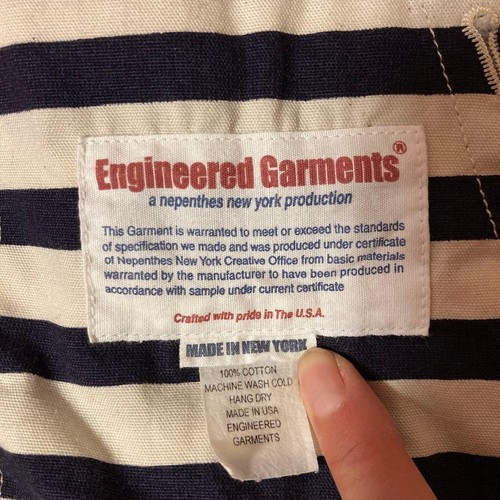 Engineered Garments®
a nepenthes new york production
This Garment is warranted to meet or exceed the standards
of specification we made and was produced under certificate
of Nepenthes New York Creative Office from basic materials
warranted by the manufacturer to have been produced in
accordance with sample under current certificate
Crafted with pride in The U.S.A.
MADE IN NEW YORK
100% COTTON
MACHINE WASH COLD
HANG DRY
MADE IN USA
ENGINEERED
GARMENTS